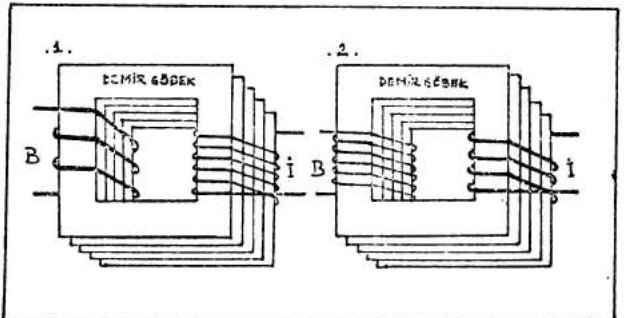 .1.
DEMİR GÖBEK
B
İ
.2.
DEMİR GÖBEK
B
İ